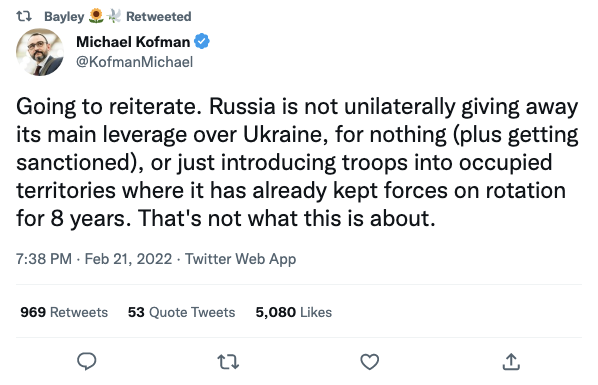 Bayley 🌻 🕊️ Retweeted
Michael Kofman
@KofmanMichael
Going to reiterate. Russia is not unilaterally giving away
its main leverage over Ukraine, for nothing (plus getting
sanctioned), or just introducing troops into occupied
territories where it has already kept forces on rotation
for 8 years. That's not what this is about.
7:38 PM · Feb 21, 2022 · Twitter Web App
969 Retweets 53 Quote Tweets 5,080 Likes